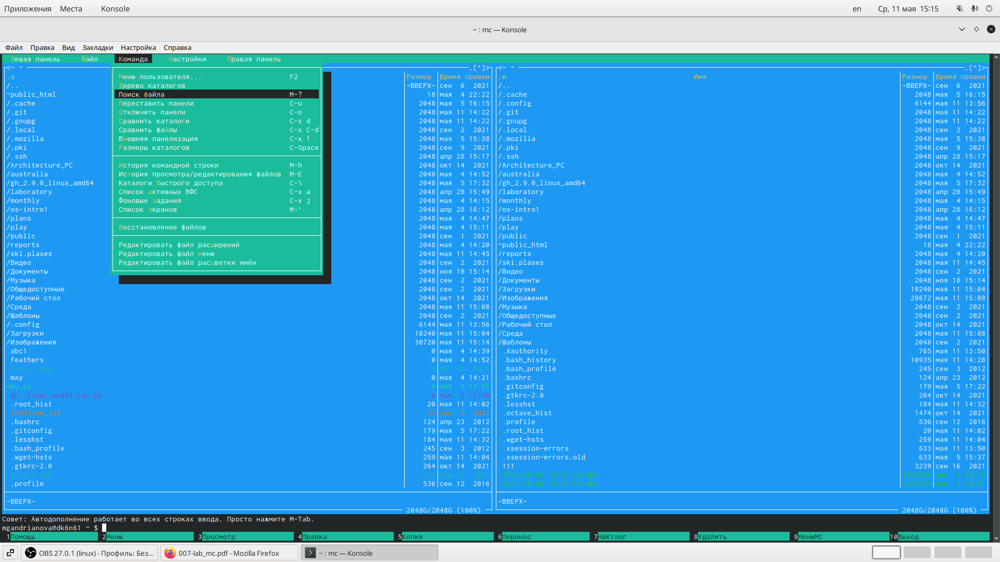 Приложения Места Konsole en Ср, 11 мая 15:15
~ : mc — Konsole
Файл Правка Вид Закладки Настройка Справка
Левая панель Файл Команда Настройки Правая панель
<— ~ .[^]> <— ~ .[^]>
.а Размер Время правки .и Имя Размер Время правки
Меню пользователя... F2
Дерево каталогов
Поиск файла M-?
Переставить панели C-u
Отключить панели C-o
Сравнить каталоги C-x d
Сравнить файлы C-x C-d
Внешняя панелизация C-x !
Размеры каталогов C-Space
История командной строки M-h
История просмотра/редактирования файлов M-E
Каталоги быстрого доступа C-\
Список активных ВФС C-x a
Фоновые задания C-x j
Список экранов M-`
Восстановление файлов
Редактировать файл расширений
Редактировать файл меню
Редактировать файл расцветки имён
/.. -ВВЕРХ- сен 6 2021
~public_html 18 мая 4 22:22
/.cache 2048 мая 5 16:15
/.git 2048 мая 11 14:22
/.gnupg 2048 мая 11 14:22
/.local 2048 сен 2 2021
/.mozilla 2048 мая 5 15:38
/.pki 2048 сен 9 2021
/.ssh 2048 апр 28 15:17
/Architecture_PC 2048 окт 14 2021
/australia 2048 мая 4 14:52
/gh_2.9.0_linux_amd64 2048 мая 5 17:32
/laboratory 2048 апр 28 15:49
/monthly 2048 мая 4 14:15
/os-intro1 2048 апр 28 16:12
/plans 2048 мая 4 14:47
/play 2048 мая 4 15:11
/public 2048 сен 1 2021
/reports 2048 мая 4 14:20
/ski.plases 2048 мая 11 14:45
/Видео 2048 сен 2 2021
/Документы 2048 ноя 18 15:14
/Музыка 2048 сен 2 2021
/Общедоступные 2048 сен 2 2021
/Рабочий стол 2048 окт 14 2021
/Среда 2048 мая 11 15:08
/Шаблоны 2048 сен 2 2021
/.config 6144 мая 11 13:56
/Загрузки 10240 мая 11 15:04
/Изображения 30720 мая 11 15:14
abc1 0 мая 4 14:39
feathers 0 мая 4 14:52
lab6-1.asm 0 окт 14 2021
may 0 мая 4 14:21
*my_os 0 мая 4 14:52
gh__linux_amd64.tar.gz 9 мая 5 17:30
.root_hist 20 мая 11 14:02
addition.txt 33 сен 9 2021
.bashrc 124 апр 23 2012
.gitconfig 179 мая 5 17:22
.lesshst 184 мая 11 14:32
.bash_profile 245 сен 3 2012
.wget-hsts 259 мая 11 14:04
.gtkrc-2.0 264 окт 14 2021
.profile 536 сен 12 2016
-ВВЕРХ-
2048G/2048G (100%)
/.. -ВВЕРХ- сен 6 2021
/.cache 2048 мая 5 16:15
/.config 6144 мая 11 13:56
/.git 2048 мая 11 14:22
/.gnupg 2048 мая 11 14:22
/.local 2048 сен 2 2021
/.mozilla 2048 мая 5 15:38
/.pki 2048 сен 9 2021
/.ssh 2048 апр 28 15:17
/Architecture_PC 2048 окт 14 2021
/australia 2048 мая 4 14:52
/gh_2.9.0_linux_amd64 2048 мая 5 17:32
/laboratory 2048 апр 28 15:49
/monthly 2048 мая 4 14:15
/os-intro1 2048 апр 28 16:12
/plans 2048 мая 4 14:47
/play 2048 мая 4 15:11
/public 2048 сен 1 2021
~public_html 18 мая 4 22:22
/reports 2048 мая 4 14:20
/ski.plases 2048 мая 11 14:45
/Видео 2048 сен 2 2021
/Документы 2048 ноя 18 15:14
/Загрузки 10240 мая 11 15:04
/Изображения 28672 мая 11 15:08
/Музыка 2048 сен 2 2021
/Общедоступные 2048 сен 2 2021
/Рабочий стол 2048 окт 14 2021
/Среда 2048 мая 11 15:08
/Шаблоны 2048 сен 2 2021
.Xauthority 765 мая 11 13:50
.bash_history 10935 мая 11 14:28
.bash_profile 245 сен 3 2012
.bashrc 124 апр 23 2012
.gitconfig 179 мая 5 17:22
.gtkrc-2.0 264 окт 14 2021
.lesshst 184 мая 11 14:32
.octave_hist 1474 окт 14 2021
.profile 536 сен 12 2016
.root_hist 20 мая 11 14:02
.wget-hsts 259 мая 11 14:04
.xsession-errors 633 мая 11 13:50
.xsession-errors.old 633 мая 5 15:37
111 3239 сен 16 2021
-ВВЕРХ-
2048G/2048G (100%)
Совет: Автодополнение работает во всех строках ввода. Просто нажмите M-Tab.
mgandrianova@dk6n61 ~ $
1Помощь 2Меню 3Просмотр 4Правка 5Копия 6Перенос 7НвКтлог 8Удалить 9МенюMC 10Выход
OBS 27.0.1 (linux) - Профиль: Без... 007-lab_mc.pdf - Mozilla Firefox ~ : mc — Konsole